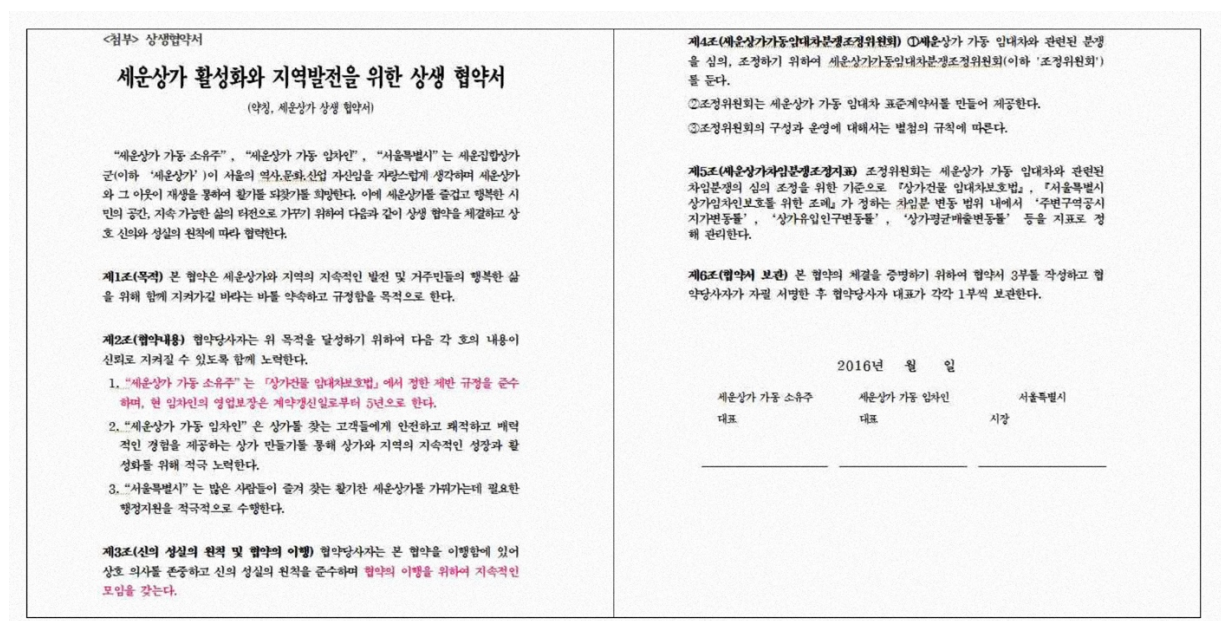 <첨부> 상생협약서
세운상가 활성화와 지역발전을 위한 상생 협약서
(약칭, 세운상가 상생 협약서)
"세운상가 가동 소유주", "세운상가 가동 임차인", "서울특별시"는 세운집합상가
군(이하 '세운상가')이 서울의 역사,문화,산업 자산임을 자랑스럽게 생각하며 세운상가
와 그 이웃이 재생을 통하여 활기를 되찾기를 희망한다. 이에 세운상가를 즐겁고 행복한 시
민의 공간, 지속 가능한 삶의 터전으로 가꾸기 위하여 다음과 같이 상생 협약을 체결하고 상
호 신의와 성실의 원칙에 따라 협력한다.
제1조(목적) 본 협약은 세운상가와 지역의 지속적인 발전 및 거주민들의 행복한 삶
을 위해 함께 지켜가길 바라는 바를 약속하고 규정함을 목적으로 한다.
제2조(협약내용) 협약당사자는 위 목적을 달성하기 위하여 다음 각 호의 내용이
신뢰로 지켜질 수 있도록 함께 노력한다.
1. "세운상가 가동 소유주"는 「상가건물 임대차보호법」에서 정한 제반 규정을 준수
하며, 현 임차인의 영업보장은 계약갱신일로부터 5년으로 한다.
2. "세운상가 가동 임차인"은 상가를 찾는 고객들에게 안전하고 쾌적하고 매력
적인 경험을 제공하는 상가 만들기를 통해 상가와 지역의 지속적인 성장과 활
성화를 위해 적극 노력한다.
3. "서울특별시"는 많은 사람들이 즐겨 찾는 활기찬 세운상가를 가꿔가는데 필요한
행정지원을 적극적으로 수행한다.
제3조(신의 성실의 원칙 및 협약의 이행) 협약당사자는 본 협약을 이행함에 있어
상호 의사를 존중하고 신의 성실의 원칙을 준수하며 협약의 이행을 위하여 지속적인
모임을 갖는다.
제4조(세운상가가동임대차분쟁조정위원회) ①세운상가 가동 임대차와 관련된 분쟁
을 심의, 조정하기 위하여 세운상가가동임대차분쟁조정위원회(이하 '조정위원회')
를 둔다.
②조정위원회는 세운상가 가동 임대차 표준계약서를 만들어 제공한다.
③조정위원회의 구성과 운영에 대해서는 별첨의 규칙에 따른다.
제5조(세운상가차임분쟁조정지표) 조정위원회는 세운상가 가동 임대차와 관련된
차임분쟁의 심의 조정을 위한 기준으로 『상가건물 임대차보호법』, 『서울특별시
상가임차인보호를 위한 조례』가 정하는 차임분 변동 범위 내에서 '주변구역공시
지가변동률', '상가유입인구변동률', '상가평균매출변동률' 등을 지표로 정
해 관리한다.
제6조(협약서 보관) 본 협약의 체결을 증명하기 위하여 협약서 3부를 작성하고 협
약당사자가 자필 서명한 후 협약당사자 대표가 각각 1부씩 보관한다.
2016년 월 일
세운상가 가동 소유주 세운상가 가동 임차인 서울특별시
대표 대표 시장